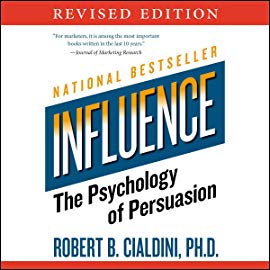 REVISED EDITION
"For marketers, it is among the most important
books written in the last 10 years."
—Journal of Marketing Research
NATIONAL BESTSELLER
INFLUENCE
The Psychology
of Persuasion
ROBERT B. CIALDINI, PH.D.